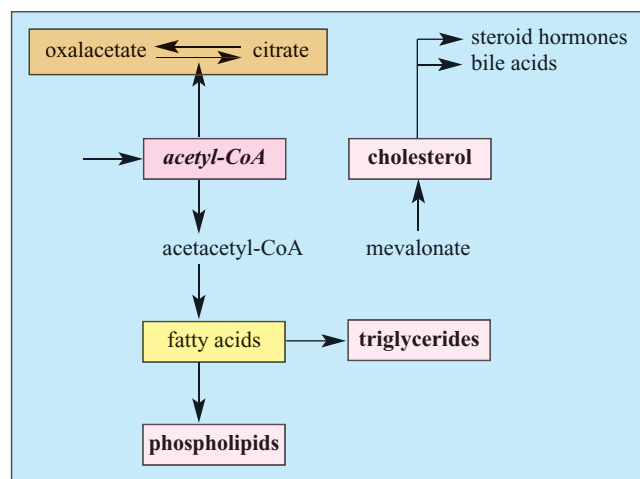 oxalacetate citrate
steroid hormones
bile acids
acetyl-CoA
cholesterol
acetacetyl-CoA
mevalonate
fatty acids
triglycerides
phospholipids